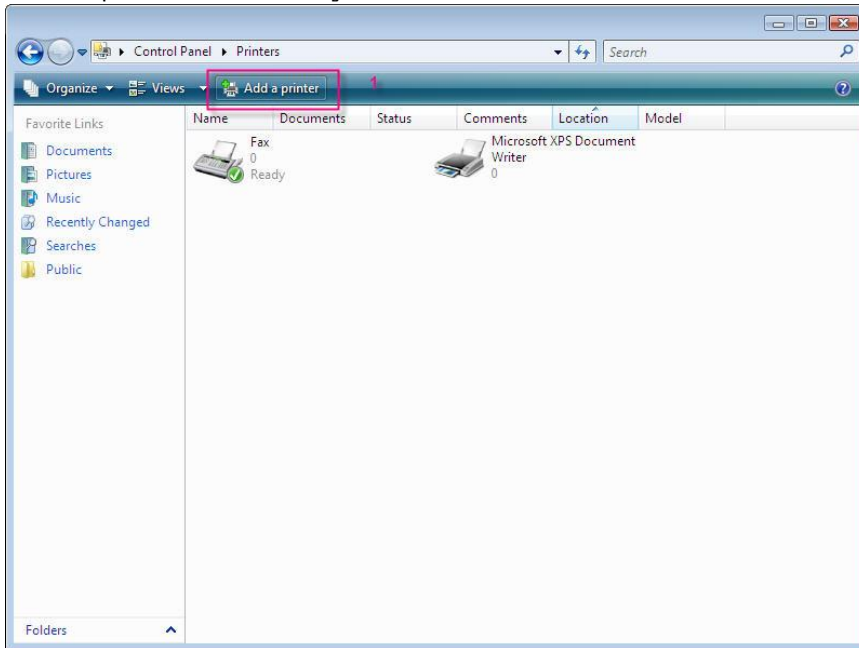 Control Panel Printers Search
Organize Views Add a printer 1 ?
Favorite Links
Documents
Pictures
Music
Recently Changed
Searches
Public
Folders
Name Documents Status Comments Location Model
Fax
0
Ready
Microsoft XPS Document
Writer
0